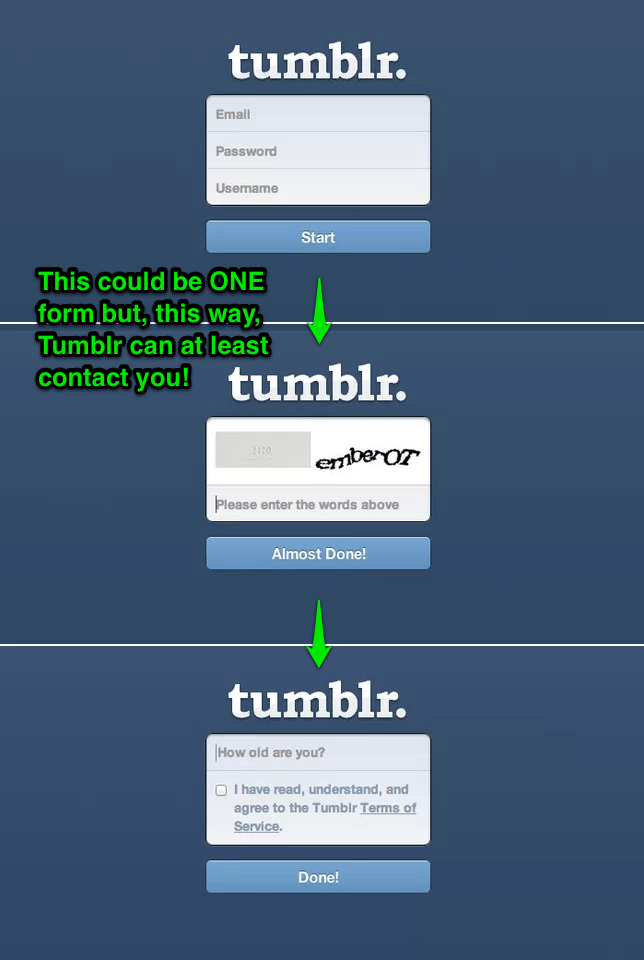 tumblr.
Email
Password
Username
Start
This could be ONE
form but, this way,
Tumblr can at least
contact you!
tumblr.
emberOT
Please enter the words above
Almost Done!
tumblr.
How old are you?
I have read, understand, and
agree to the Tumblr Terms of
Service.
Done!